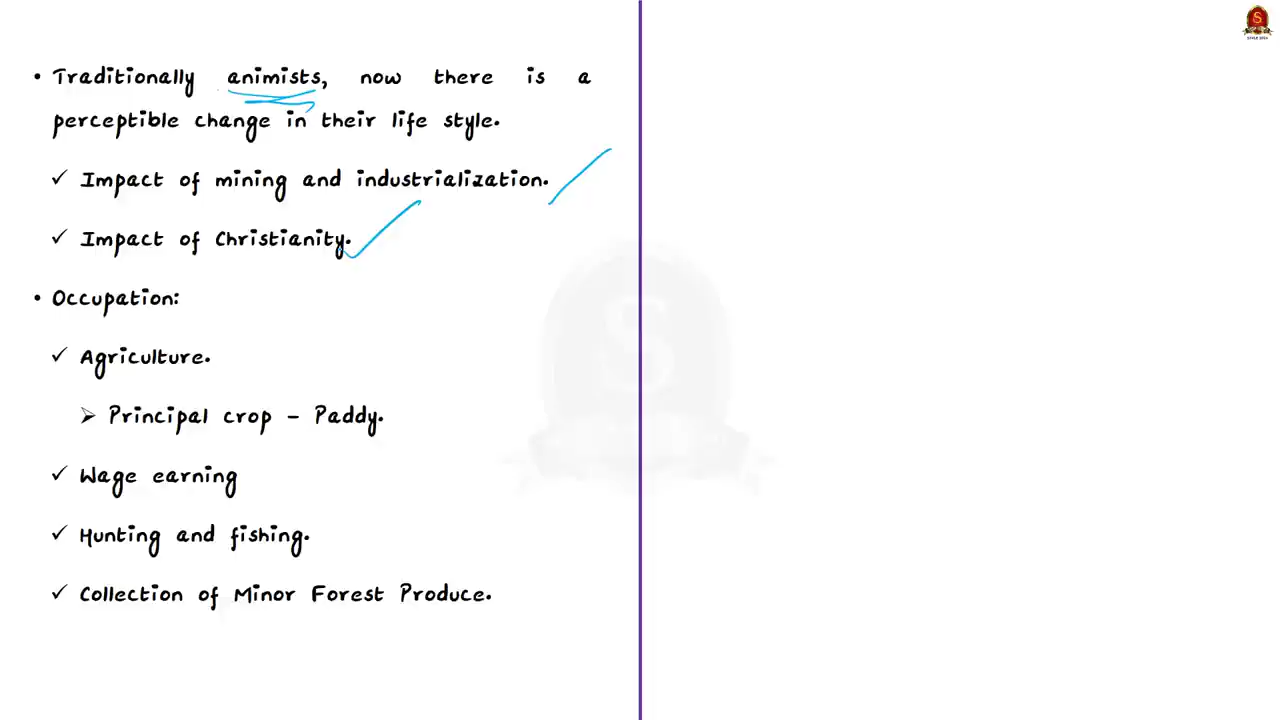 • Traditionally animists, now there is a
perceptible change in their life style.
✓ Impact of mining and industrialization.
✓ Impact of Christianity.
• Occupation:
✓ Agriculture.
➢ Principal crop – Paddy.
✓ Wage earning
✓ Hunting and fishing.
✓ Collection of Minor Forest Produce.